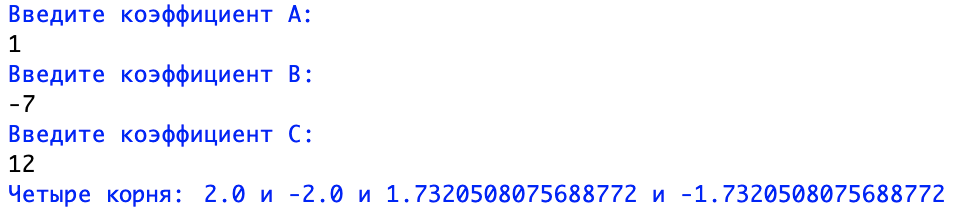 Введите коэффициент A:
1
Введите коэффициент B:
-7
Введите коэффициент C:
12
Четыре корня: 2.0 и -2.0 и 1.7320508075688772 и -1.7320508075688772